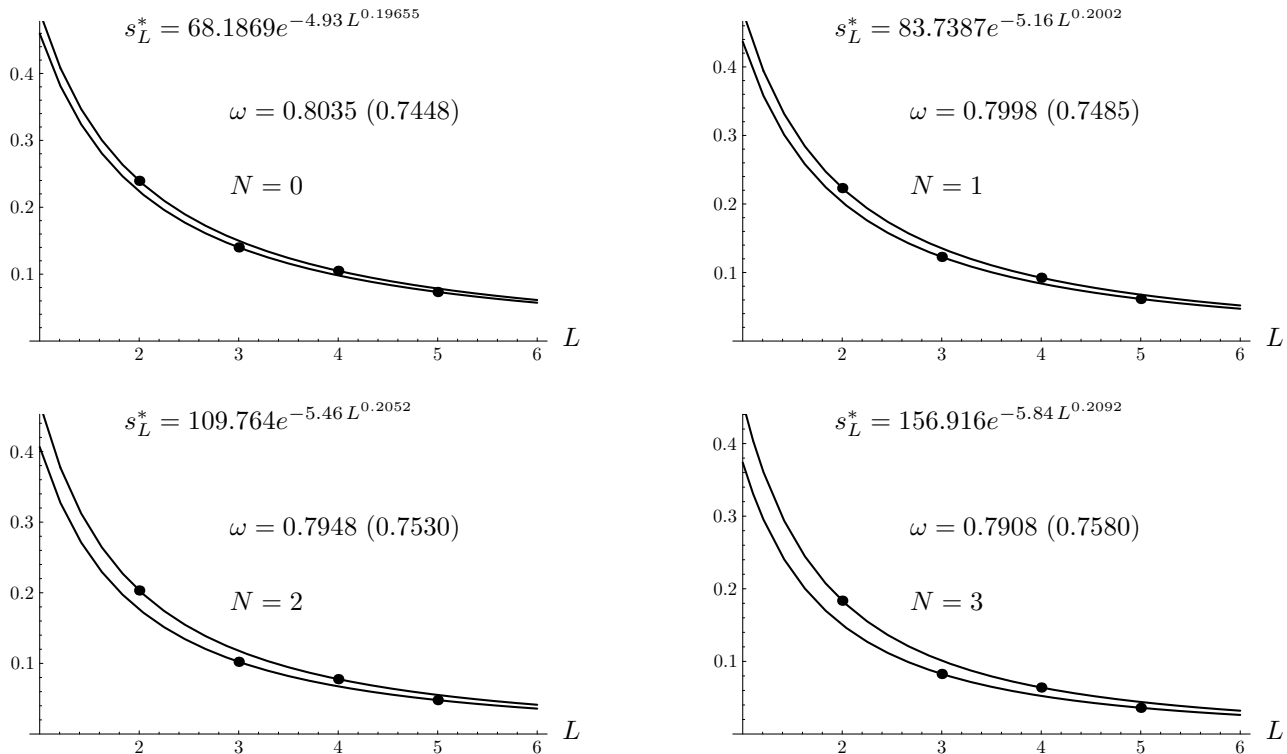 s*_L = 68.1869e^{-4.93 L^{0.19655}}
0.4
ω = 0.8035 (0.7448)
0.3
N = 0
0.2
0.1
2 3 4 5 6 L
s*_L = 83.7387e^{-5.16 L^{0.2002}}
0.4
ω = 0.7998 (0.7485)
0.3
N = 1
0.2
0.1
2 3 4 5 6 L
s*_L = 109.764e^{-5.46 L^{0.2052}}
0.4
ω = 0.7948 (0.7530)
0.3
N = 2
0.2
0.1
2 3 4 5 6 L
s*_L = 156.916e^{-5.84 L^{0.2092}}
0.4
ω = 0.7908 (0.7580)
0.3
N = 3
0.2
0.1
2 3 4 5 6 L